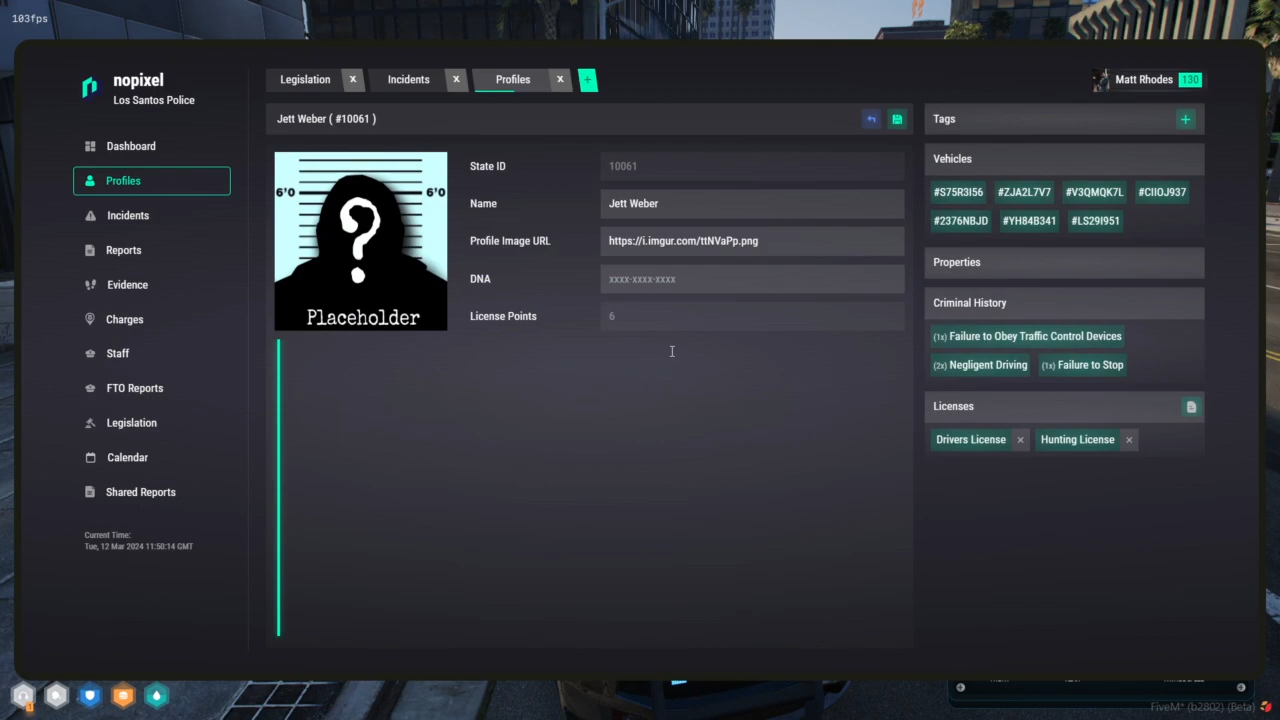 103fps
nopixel
Los Santos Police
Legislation x Incidents x Profiles x +
Matt Rhodes 130
Jett Weber ( #10061 )
Tags +
Dashboard
Profiles
Incidents
Reports
Evidence
Charges
Staff
FTO Reports
Legislation
Calendar
Shared Reports
Current Time:
Tue, 12 Mar 2024 11:50:14 GMT
6'0 6'0
Placeholder
State ID 10061
Name Jett Weber
Profile Image URL https://i.imgur.com/ttNVaPp.png
DNA xxxx-xxxx-xxxx
License Points 6
Vehicles
#S75R3I56 #ZJA2L7V7 #V3QMQK7L #CIIOJ937
#2376NBJD #YH84B341 #LS29I951
Properties
Criminal History
(1x) Failure to Obey Traffic Control Devices
(2x) Negligent Driving (1x) Failure to Stop
Licenses
Drivers License x Hunting License x
FiveM* (b2802) (Beta)